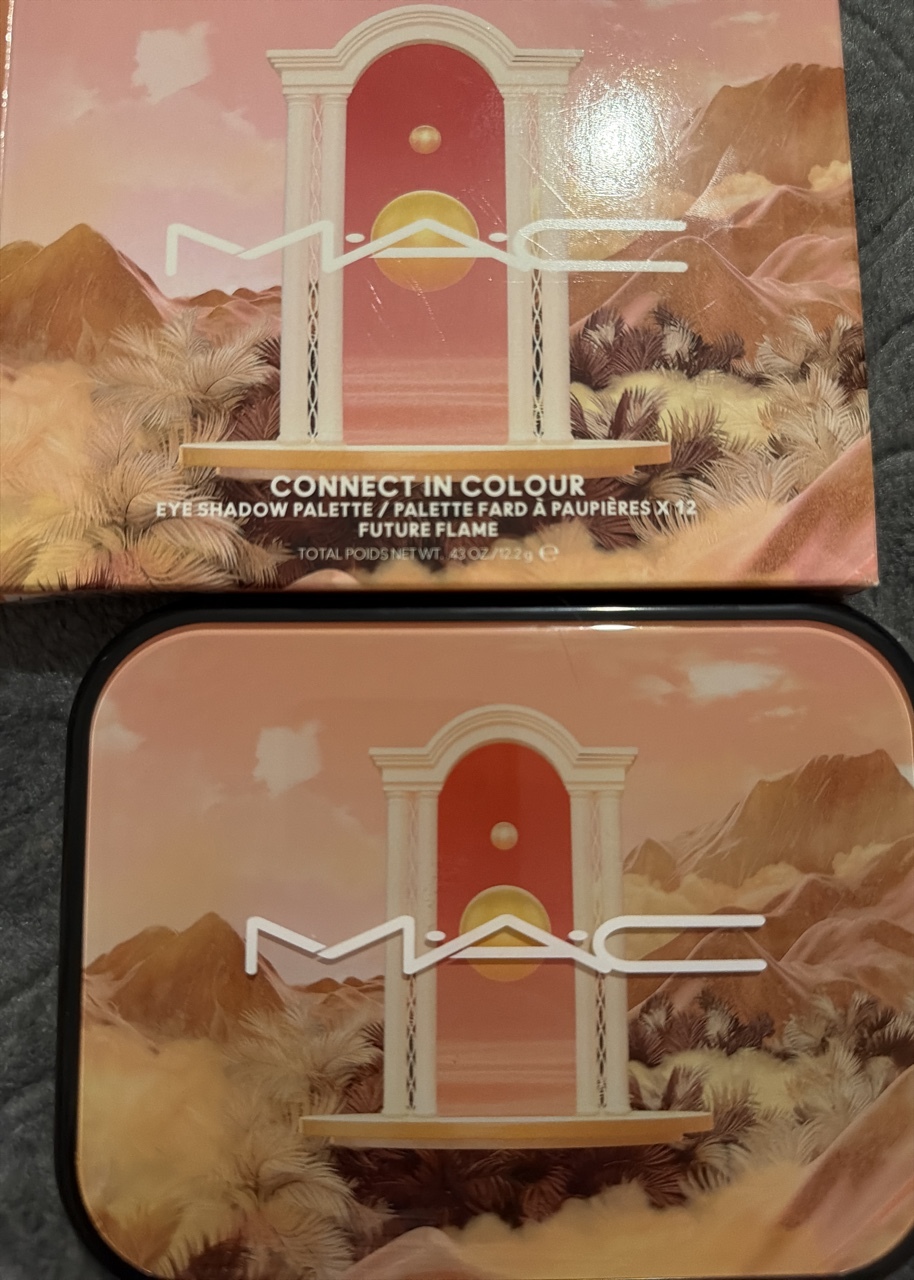 M·A·C
CONNECT IN COLOUR
EYE SHADOW PALETTE / PALETTE FARD À PAUPIÈRES X 12
FUTURE FLAME
TOTAL POIDS NET WT. .43 OZ/12.2 g ℮
M·A·C